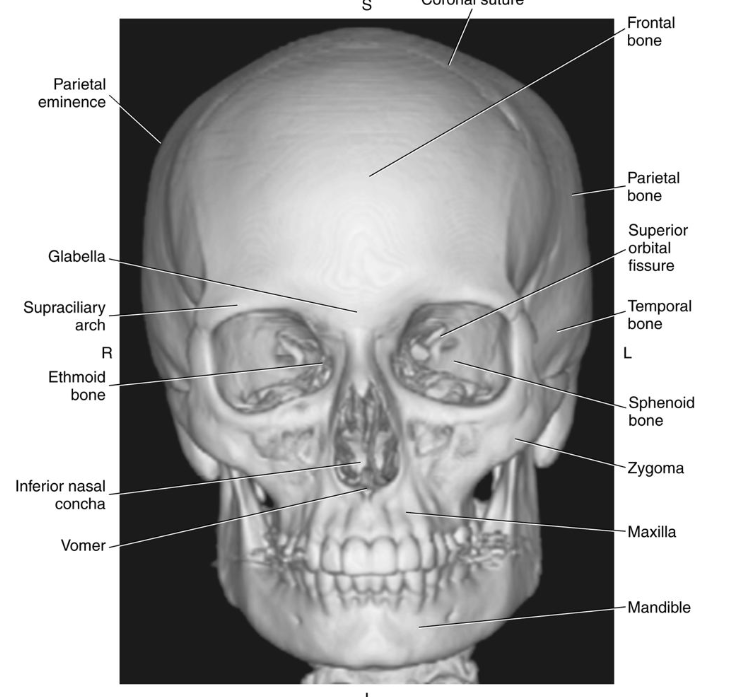 S
Coronal suture
Frontal
bone
Parietal
eminence
Parietal
bone
Superior
orbital
fissure
Glabella
Supraciliary
arch
Temporal
bone
R
L
Ethmoid
bone
Sphenoid
bone
Zygoma
Inferior nasal
concha
Maxilla
Vomer
Mandible